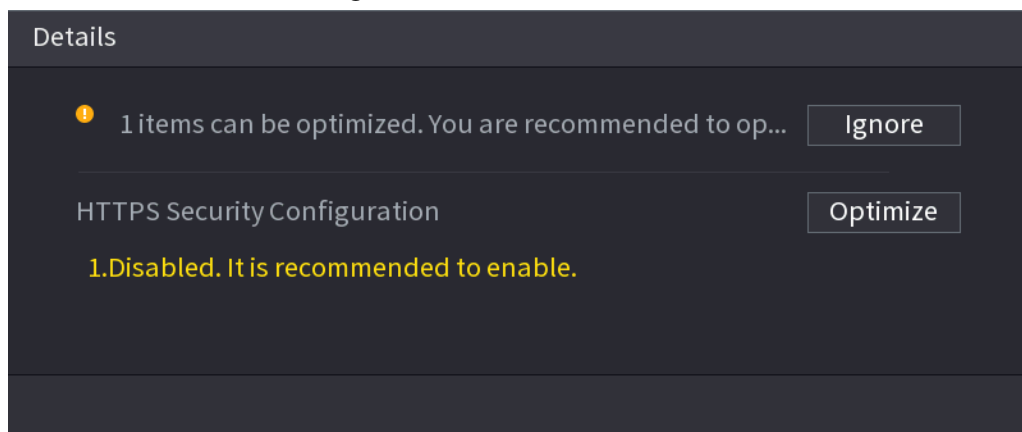 Details
1 items can be optimized. You are recommended to op... Ignore
HTTPS Security Configuration Optimize
1.Disabled. It is recommended to enable.